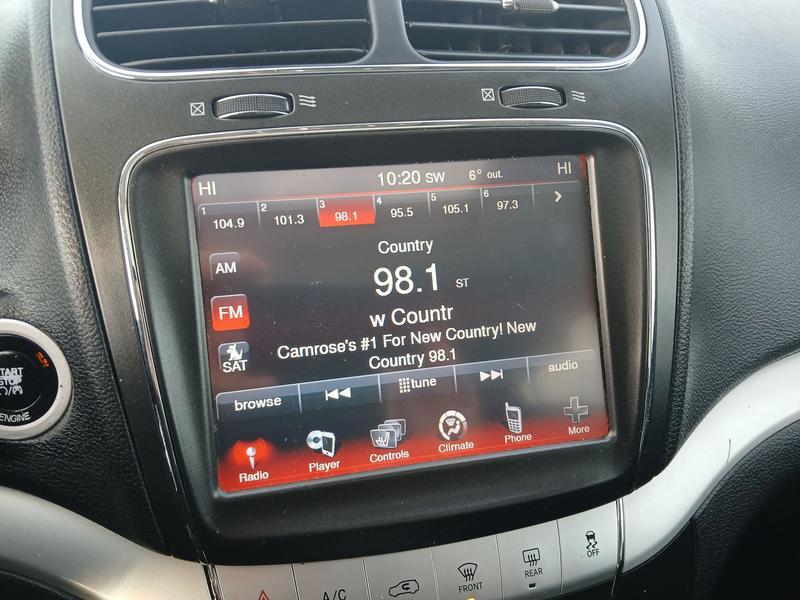 HI 10:20 SW 6° out. HI
1 104.9 2 101.3 3 98.1 4 95.5 5 105.1 6 97.3 >
Country
AM
98.1 ST
FM
w Countr
SAT
Camrose's #1 For New Country! New
Country 98.1
browse tune audio
Radio Player Controls Climate Phone More
RUN
START
STOP
ENGINE
A/C FRONT REAR OFF